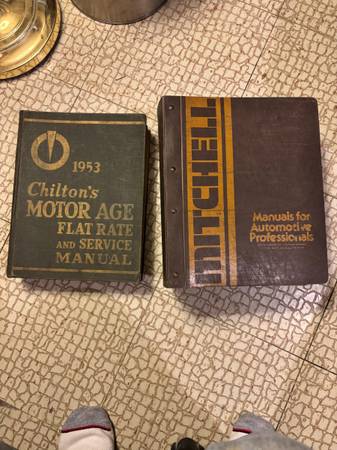 1953
Chilton's
MOTOR AGE
FLAT RATE
AND SERVICE
MANUAL
MITCHELL
Manuals for
Automotive
Professionals